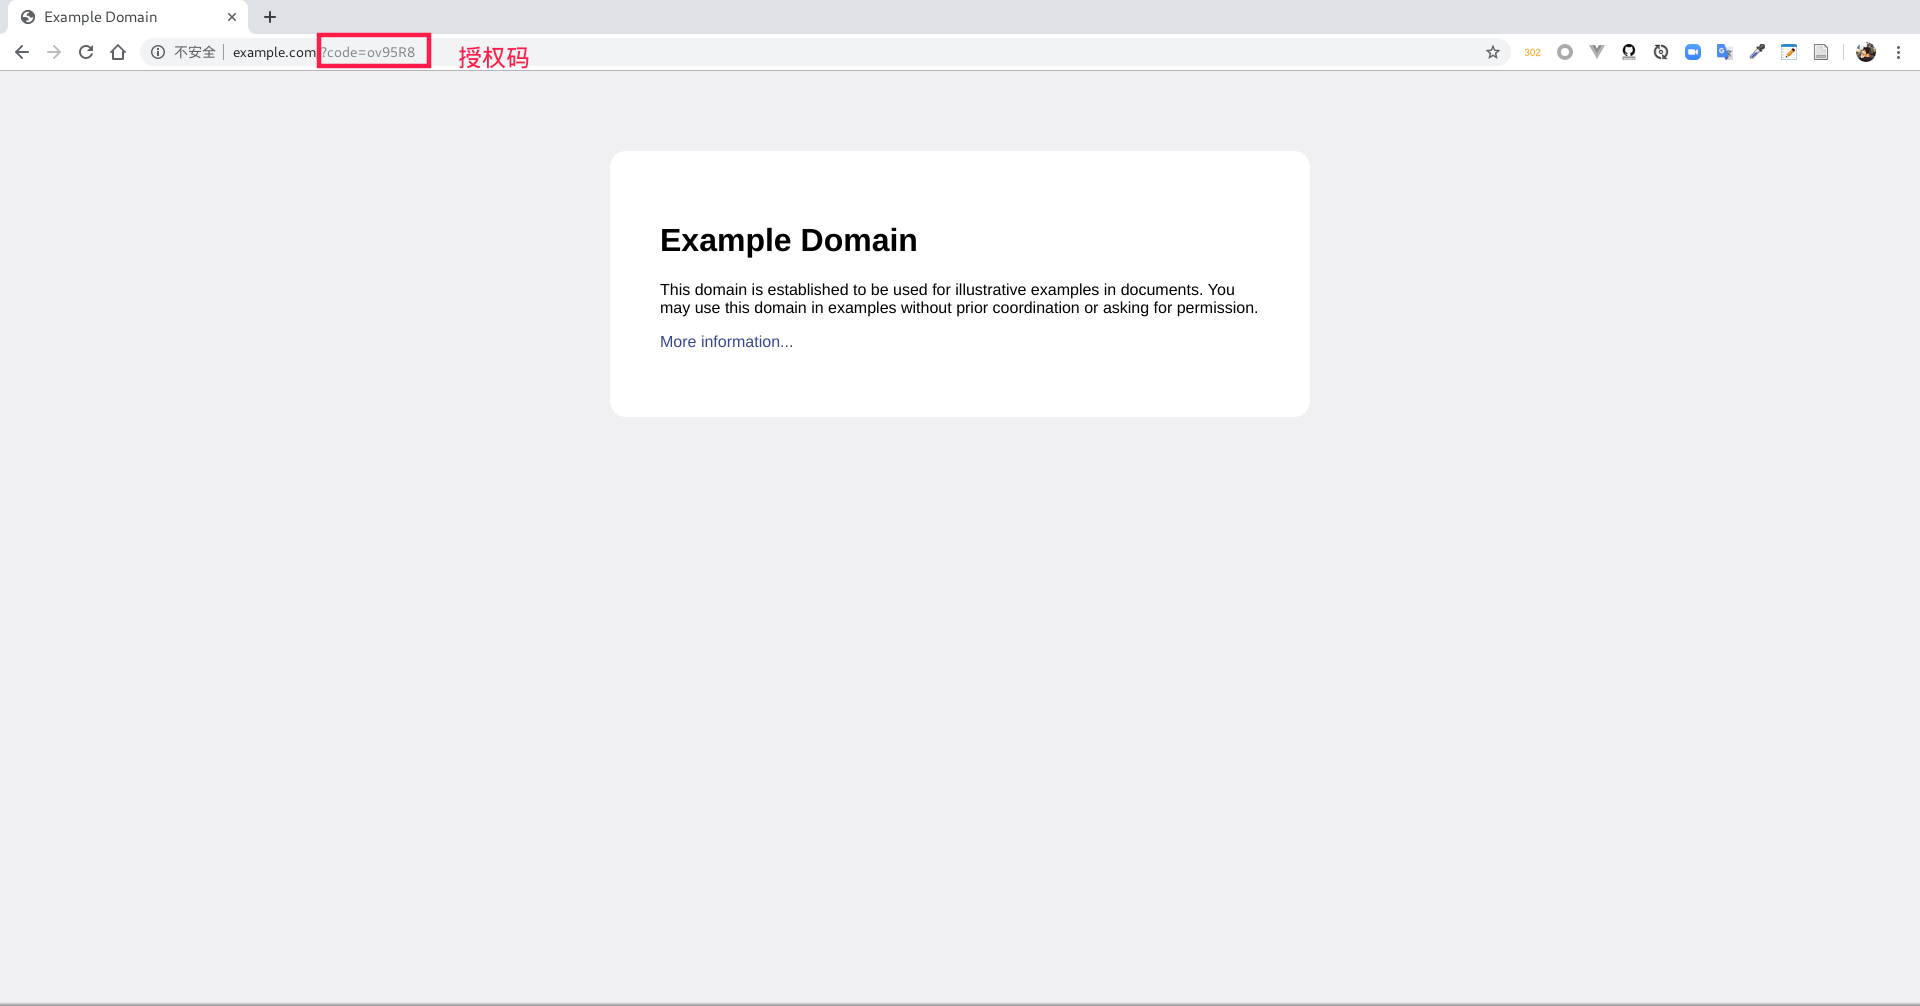 Example Domain
不安全 example.com/?code=ov95R8
授权码
302
Example Domain
This domain is established to be used for illustrative examples in documents. You
may use this domain in examples without prior coordination or asking for permission.
More information...